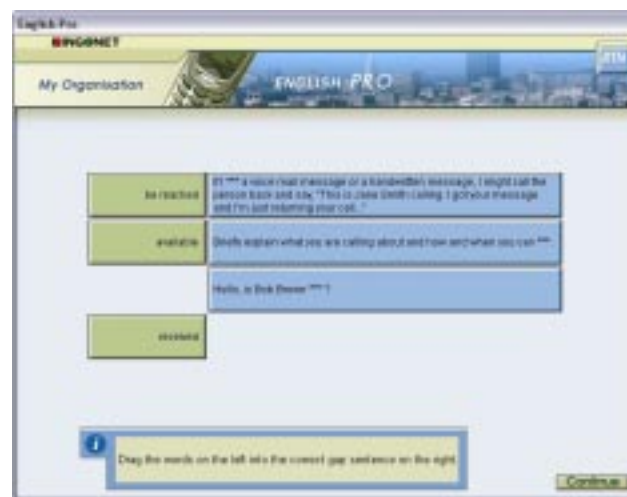 English Pro
INGONET
My Organisation
ENGLISH PRO
be reached
If *** a voice mail message or a handwritten message, I might call the
person back and say, "This is Jane Smith calling. I got your message
and I'm just returning your call..."
available
Briefly explain what you are calling about and how and when you can ***
Hello, is Bob Brewer *** ?
received
Drag the words on the left into the correct gap sentence on the right.
Continue